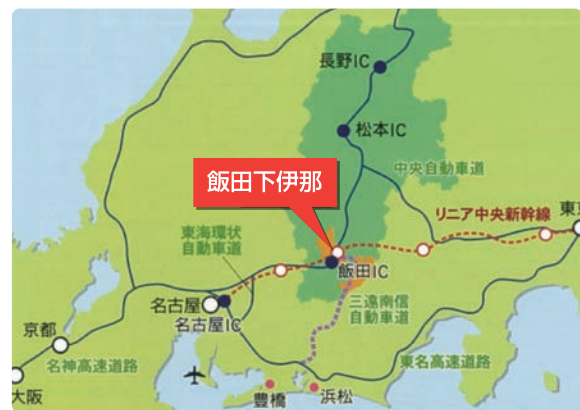 長野IC
松本IC
中央自動車道
飯田下伊那
リニア中央新幹線
東京
東海環状
自動車道
飯田IC
三遠南信
自動車道
名古屋
名古屋IC
京都
名神高速道路
東名高速道路
大阪
豊橋
浜松